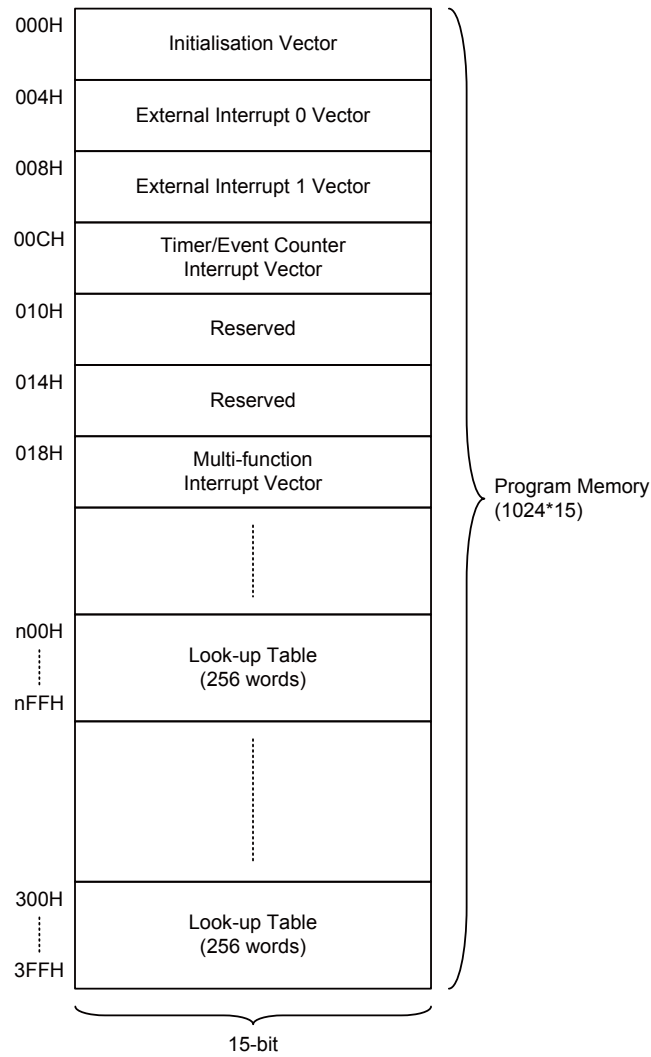 000H
Initialisation Vector
004H
External Interrupt 0 Vector
008H
External Interrupt 1 Vector
00CH
Timer/Event Counter
Interrupt Vector
010H
Reserved
014H
Reserved
018H
Multi-function
Interrupt Vector
Program Memory
(1024*15)
n00H
Look-up Table
(256 words)
nFFH
300H
Look-up Table
(256 words)
3FFH
15-bit